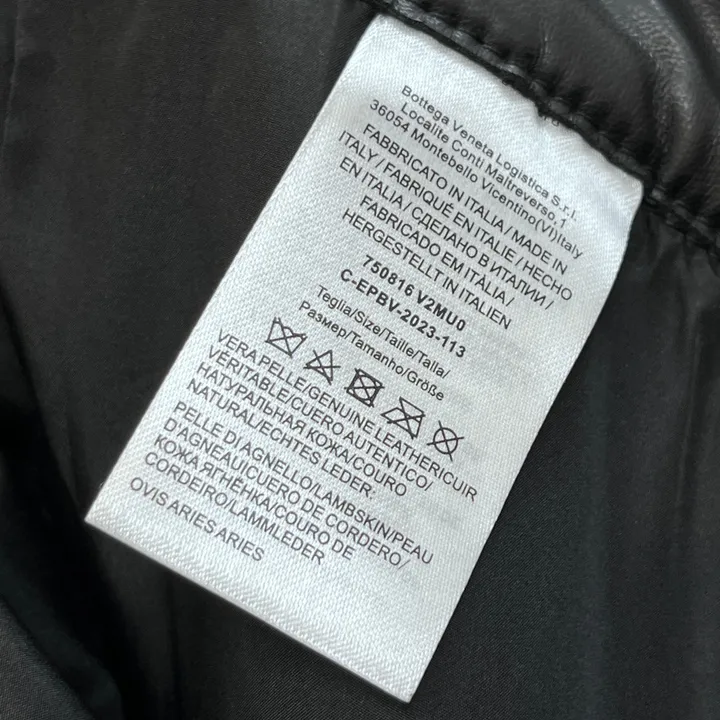 Bottega Veneta Logistica S.r.l.
Localite Conti Maltreverso,1
36054 Montebello Vicentino(VI)Italy
FABBRICATO IN ITALIA / MADE IN
ITALY / FABRIQUÉ EN ITALIE / HECHO
EN ITALIA / СДЕЛАНО В ИТАЛИИ /
FABRICADO EM ITÁLIA /
HERGESTELLT IN ITALIEN
750816 V2MU0
C-EPBV-2023-113
Teglia/Size/Taille/Talla/
Размер/Tamanho/Größe
VERA PELLE/GENUINE LEATHER/CUIR
VÉRITABLE/CUERO AUTENTICO/
НАТУРАЛЬНАЯ КОЖА/COURO
NATURAL/ECHTES LEDER:
PELLE D'AGNELLO/LAMBSKIN/PEAU
D'AGNEAU/CUERO DE CORDERO/
КОЖА ЯГНЁНКА/COURO DE
CORDEIRO/LAMMLEDER
OVIS ARIES ARIES